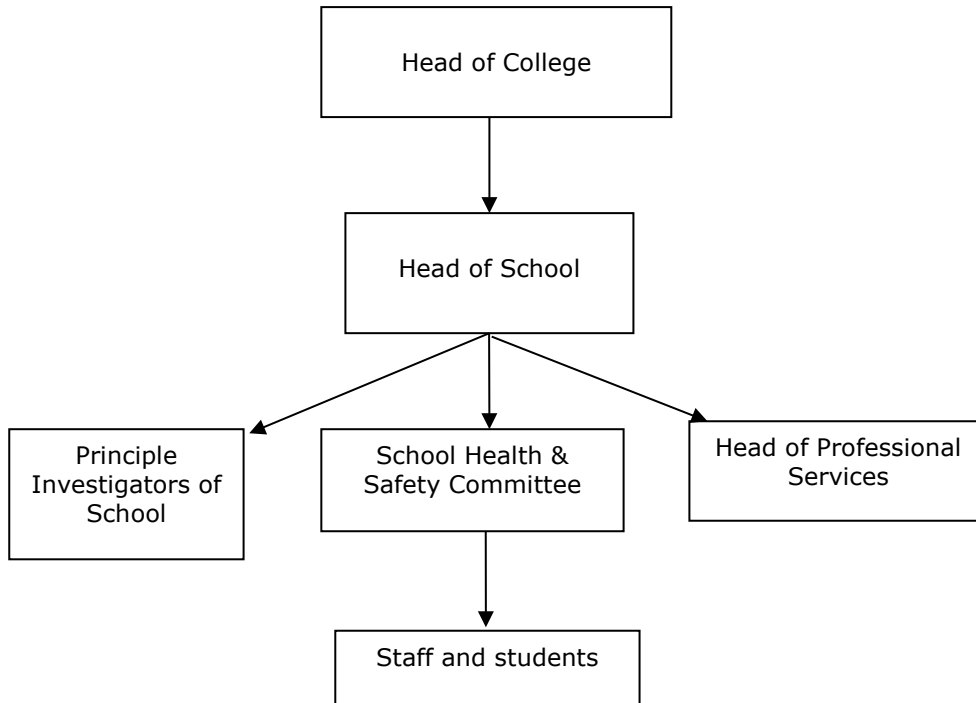 Head of College
Head of School
Principle
Investigators of
School
School Health &
Safety Committee
Head of Professional
Services
Staff and students